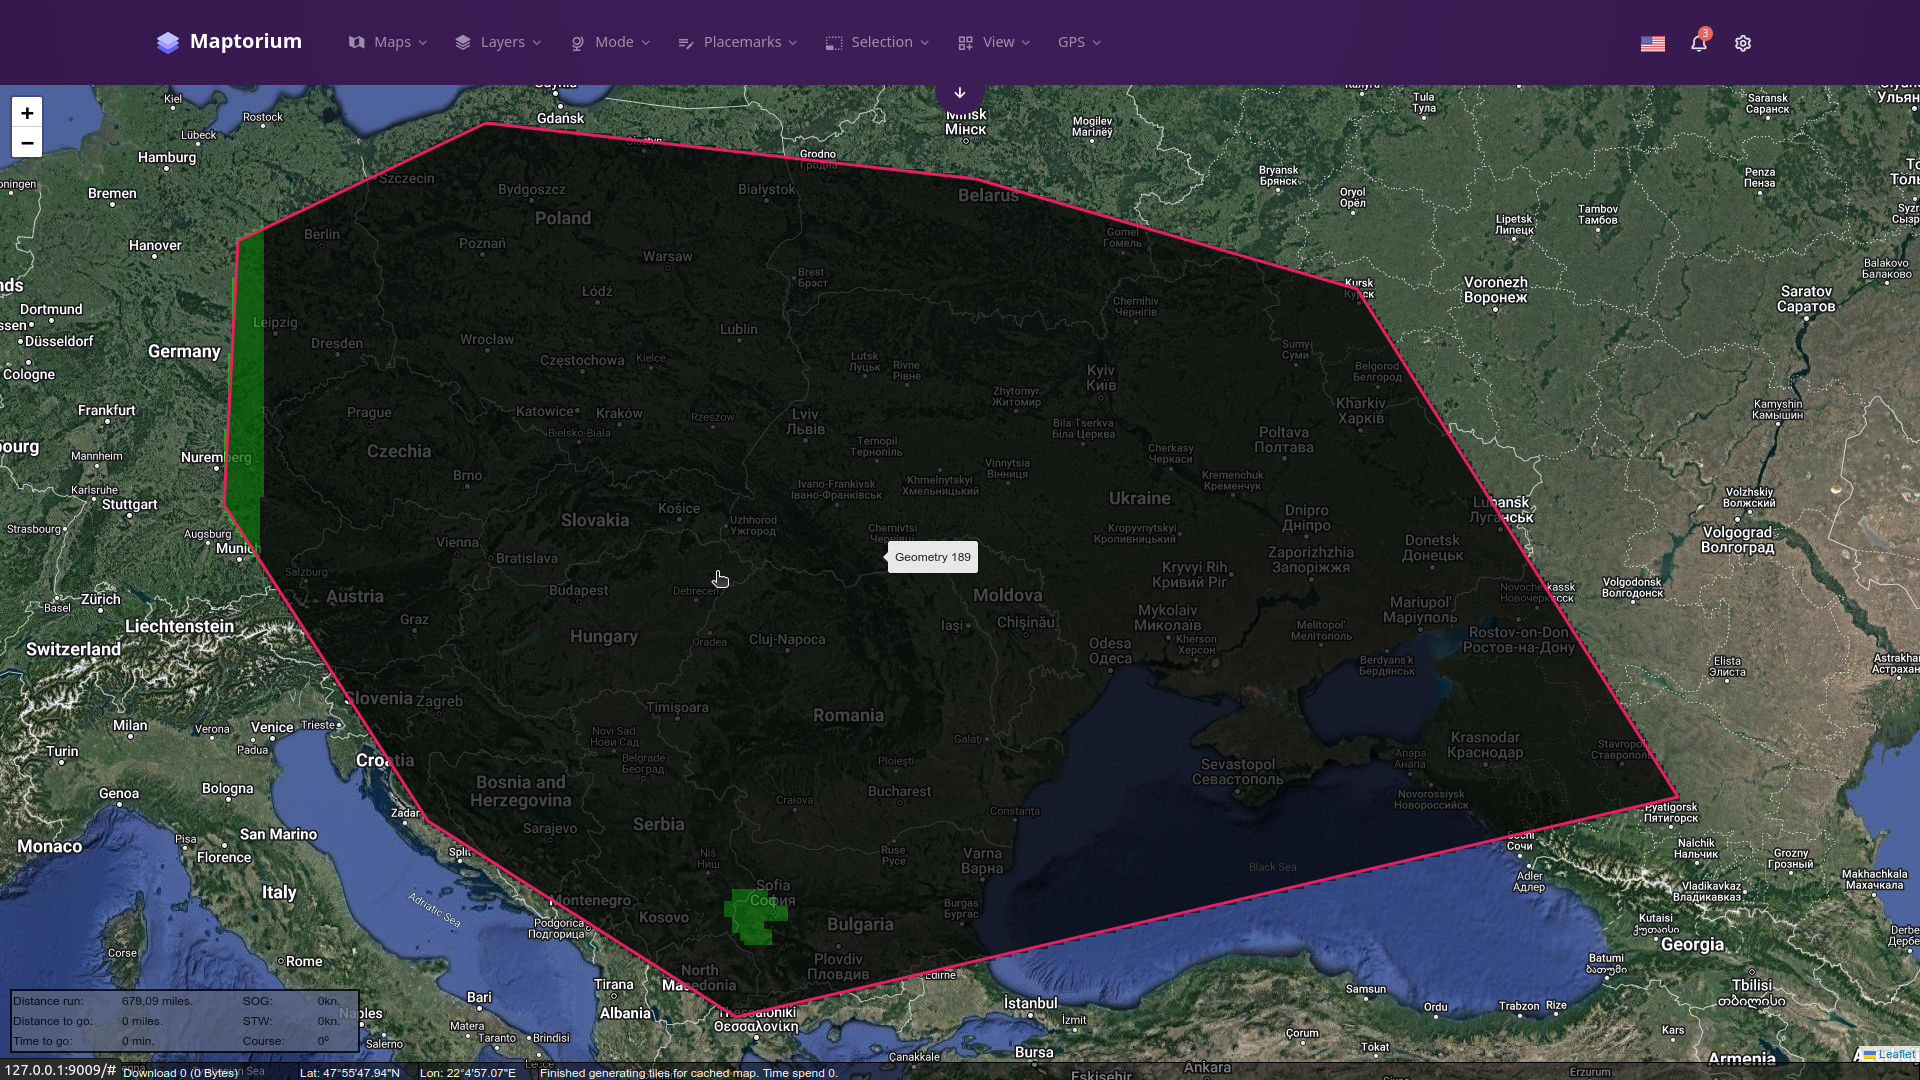 Maptorium
Maps
Layers
Mode
Placemarks
Selection
View
GPS
3
+
−
Kiel
Rostock
Lübeck
Hamburg
Bremen
Hanover
Dortmund
Düsseldorf
Cologne
Germany
Frankfurt
Mannheim
Nuremberg
Karlsruhe
Stuttgart
Strasbourg
Augsburg
Munich
Zürich
Basel
Liechtenstein
Switzerland
Salzburg
Gdańsk
Olsztyn
Szczecin
Bydgoszcz
Białystok
Poland
Berlin
Poznań
Warsaw
Łódź
Leipzig
Dresden
Wrocław
Lublin
Częstochowa
Kielce
Prague
Katowice
Kraków
Rzeszow
Bielsko-Biala
Czechia
Brno
Slovakia
Košice
Vienna
Bratislava
Austria
Budapest
Debrecen
Graz
Hungary
Oradea
Cluj-Napoca
Grodno
Гродна
Minsk
Мінск
Mogilev
Магілёў
Belarus
Gomel
Гомель
Brest
Брэст
Chernihiv
Чернігів
Lutsk
Луцьк
Rivne
Рівне
Zhytomyr
Житомир
Kyiv
Київ
Lviv
Львів
Ternopil
Тернопіль
Bila Tserkva
Біла Церква
Vinnytsia
Вінниця
Khmelnytskyi
Хмельницький
Ivano-Frankivsk
Івано-Франківськ
Uzhhorod
Ужгород
Chernivtsi
Чернівці
Cherkasy
Черкаси
Kremenchuk
Кременчук
Poltava
Полтава
Kharkiv
Харків
Sumy
Суми
Belgorod
Белгород
Kursk
Курск
Ukraine
Kropyvnytskyi
Кропивницький
Dnipro
Дніпро
Zaporizhzhia
Запоріжжя
Donetsk
Донецьк
Luhansk
Луганськ
Kryvyi Rih
Кривий Ріг
Mykolaiv
Миколаїв
Kherson
Херсон
Melitopol'
Мелітополь
Mariupol'
Маріуполь
Berdyans'k
Бердянськ
Odesa
Одеса
Moldova
Chișinău
Iași
Geometry 189
Tula
Тула
Bryansk
Брянск
Oryol
Орёл
Lipetsk
Липецк
Tambov
Тамбов
Penza
Пенза
Saransk
Саранск
Voronezh
Воронеж
Saratov
Саратов
Balakovo
Балаково
Kamyshin
Камышин
Volzhskiy
Волжский
Volgograd
Волгоград
Volgodonsk
Волгодонск
Novocherkassk
Новочеркасск
Rostov-on-Don
Ростов-на-Дону
Elista
Элиста
Krasnodar
Краснодар
Anapa
Анапа
Novorossiysk
Новороссийск
Pyatigorsk
Пятигорск
Sochi
Сочи
Adler
Адлер
Nalchik
Нальчик
Grozny
Грозный
Vladikavkaz
Владикавказ
Makhachkala
Махачкала
Kutaisi
ქუთაისი
Georgia
Batumi
ბათუმი
Tbilisi
თბილისი
Sevastopol
Севастополь
Black Sea
Slovenia
Zagreb
Timișoara
Romania
Novi Sad
Нови Сад
Belgrade
Београд
Galați
Ploiești
Bucharest
Craiova
Constanța
Bosnia and
Herzegovina
Sarajevo
Serbia
Niš
Ниш
Ruse
Русе
Varna
Варна
Sofia
София
Burgas
Бургас
Bulgaria
Plovdiv
Пловдив
Montenegro
Kosovo
Podgorica
Подгорица
North
Macedonia
Tirana
Albania
Thessaloniki
Θεσσαλονίκη
Edirne
İstanbul
İzmit
Bursa
Çanakkale
Samsun
Ordu
Trabzon
Rize
Çorum
Tokat
Ankara
Eskişehir
Erzurum
Kars
Armenia
Milan
Verona
Venice
Trieste
Padua
Turin
Croatia
Genoa
Bologna
Zadar
San Marino
Split
Monaco
Pisa
Florence
Italy
Adriatic Sea
Corse
Rome
Bari
Naples
Matera
Taranto
Brindisi
Salerno
Distance run: 679.09 miles. SOG: 0kn.
Distance to go: 0 miles. STW: 0kn.
Time to go: 0 min. Course: 0º
Leaflet
127.0.0.1:9009/#
Download 0 (0 Bytes)
Lat: 47°55'47.94"N
Lon: 22°4'57.07"E
Finished generating tiles for cached map. Time spend 0.